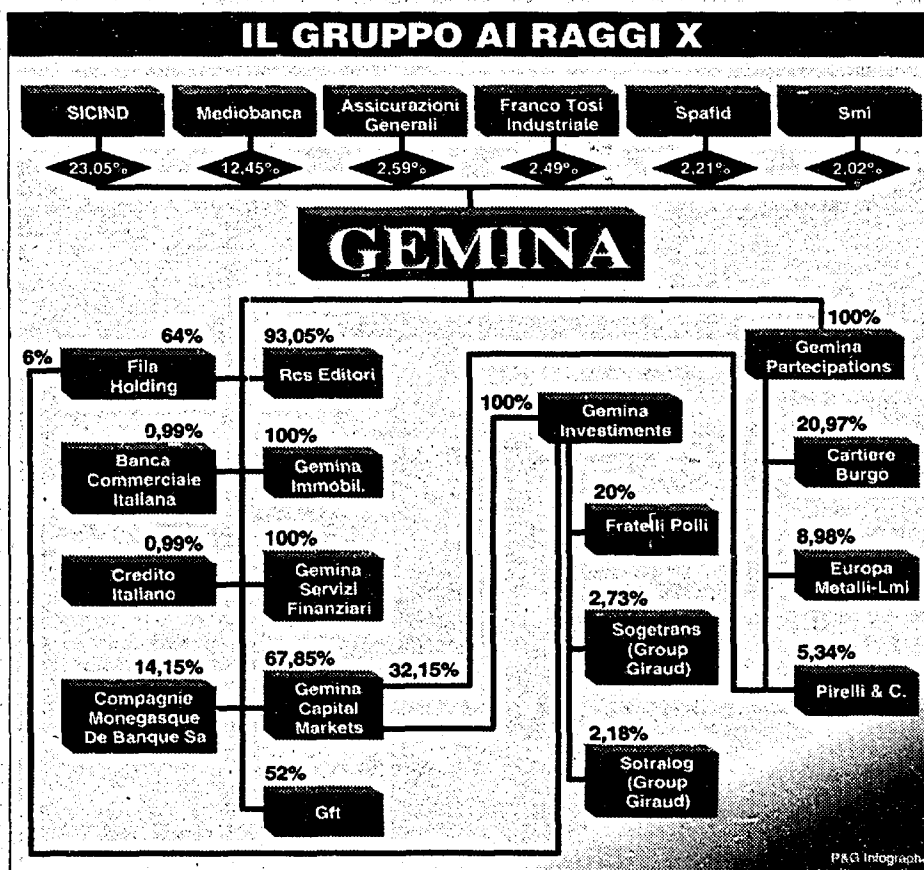 IL GRUPPO AI RAGGI X
SICIND
Mediobanca
Assicurazioni
Generali
Franco Tosi
Industriale
Spafid
Smi
23,05%
12,45%
2,59%
2,49%
2,21%
2,02%
GEMINA
6%
64%
Fila
Holding
0,99%
Banca
Commerciale
Italiana
0,99%
Credito
Italiano
14,15%
Compagnie
Monegasque
De Banque Sa
93,05%
Rcs Editori
100%
Gemina
Immobil.
100%
Gemina
Servizi
Finanziari
67,85%
Gemina
Capital
Markets
32,15%
52%
Gft
100%
Gemina
Investiments
20%
Fratelli Polli
2,73%
Sogetrans
(Group
Giraud)
2,18%
Sotralog
(Group
Giraud)
100%
Gemina
Partecipations
20,97%
Cartiere
Burgo
8,98%
Europa
Metalli-Lmi
5,34%
Pirelli & C.
P&G Infograph